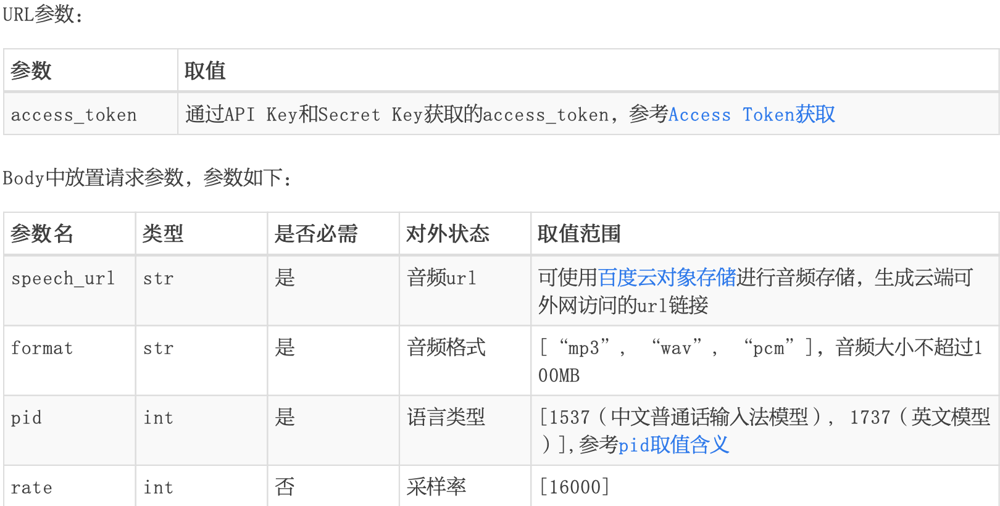 URL参数：
参数 取值
access_token 通过API Key和Secret Key获取的access_token，参考Access Token获取
Body中放置请求参数，参数如下：
参数名 类型 是否必需 对外状态 取值范围
speech_url str 是 音频url 可使用百度云对象存储进行音频存储，生成云端可
外网访问的url链接
format str 是 音频格式 [“mp3”, “wav”, “pcm”]，音频大小不超过1
00MB
pid int 是 语言类型 [1537（中文普通话输入法模型）, 1737（英文模型
）],参考pid取值含义
rate int 否 采样率 [16000]